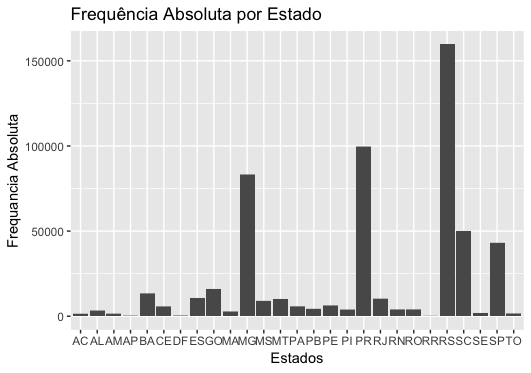 Frequência Absoluta por Estado
150000
100000
50000
0
Frequancia Absoluta
AC AL AM AP BA CE DF ES GO MA MG MS MT PA PB PE PI PR RJ RN RO RR RS SC SE SP TO
Estados